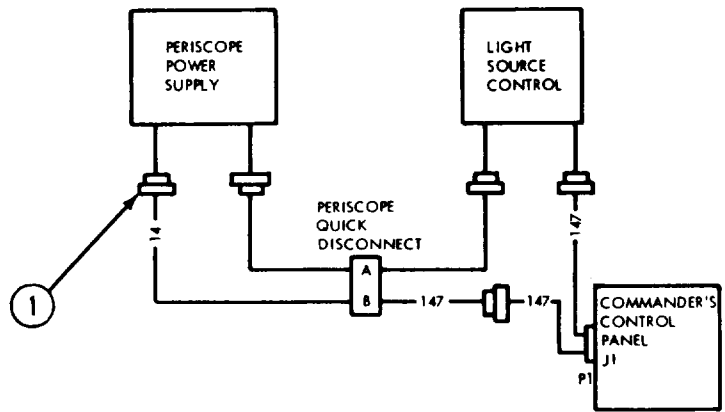 PERISCOPE
POWER
SUPPLY
LIGHT
SOURCE
CONTROL
14
PERISCOPE
QUICK
DISCONNECT
147
A
B
147
147
1
COMMANDER'S
CONTROL
PANEL
J1
P1